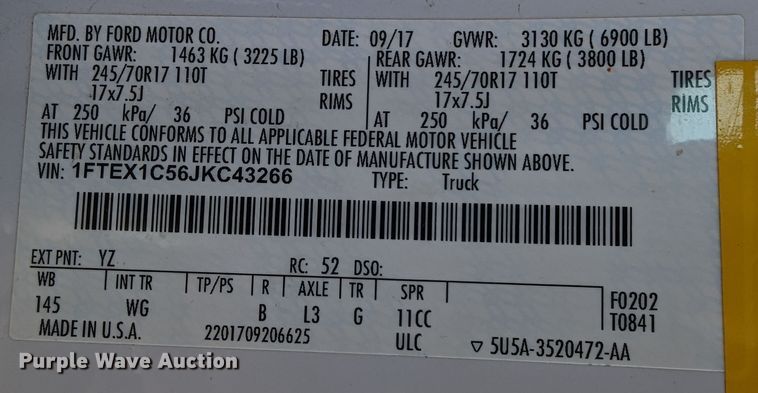 MFD. BY FORD MOTOR CO. DATE: 09/17 GVWR: 3130 KG ( 6900 LB)
FRONT GAWR: 1463 KG ( 3225 LB) REAR GAWR: 1724 KG ( 3800 LB)
WITH 245/70R17 110T TIRES WITH 245/70R17 110T TIRES
17x7.5J RIMS 17x7.5J RIMS
AT 250 kPa/ 36 PSI COLD AT 250 kPa/ 36 PSI COLD
THIS VEHICLE CONFORMS TO ALL APPLICABLE FEDERAL MOTOR VEHICLE
SAFETY STANDARDS IN EFFECT ON THE DATE OF MANUFACTURE SHOWN ABOVE.
VIN: 1FTEX1C56JKC43266 TYPE: Truck
EXT PNT: YZ RC: 52 DSO:
WB INT TR TP/PS R AXLE TR SPR F0202
145 WG B L3 G 11CC T0841
MADE IN U.S.A. 2201709206625 ULC ▽ 5U5A-3520472-AA
Purple Wave Auction